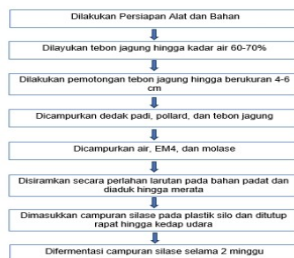 Dilakukan Persiapan Alat dan Bahan
Dilayukan tebon jagung hingga kadar air 60-70%
Dilakukan pemotongan tebon jagung hingga berukuran 4-6
cm
Dicampurkan dedak padi, pollard, dan tebon jagung
Dicampurkan air, EM4, dan molase
Disiramkan secara perlahan larutan pada bahan padat dan
diaduk hingga merata
Dimasukkan campuran silase pada plastik silo dan ditutup
rapat hingga kedap udara
Difermentasi campuran silase selama 2 minggu